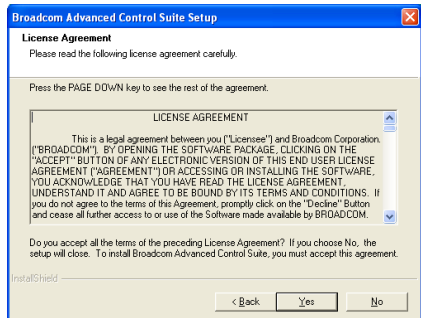 Broadcom Advanced Control Suite Setup
License Agreement
Please read the following license agreement carefully.
Press the PAGE DOWN key to see the rest of the agreement.
LICENSE AGREEMENT
This is a legal agreement between you ("Licensee") and Broadcom Corporation.
("BROADCOM"). BY OPENING THE SOFTWARE PACKAGE, CLICKING ON THE
"ACCEPT" BUTTON OF ANY ELECTRONIC VERSION OF THIS END USER LICENSE
AGREEMENT ("AGREEMENT") OR ACCESSING OR INSTALLING THE SOFTWARE,
YOU ACKNOWLEDGE THAT YOU HAVE READ THE LICENSE AGREEMENT,
UNDERSTAND IT AND AGREE TO BE BOUND BY ITS TERMS AND CONDITIONS. If
you do not agree to the terms of this Agreement, promptly click on the "Decline" Button
and cease all further access to or use of the Software made available by BROADCOM.
Do you accept all the terms of the preceding License Agreement? If you choose No, the
setup will close. To install Broadcom Advanced Control Suite, you must accept this agreement.
InstallShield
< Back Yes No